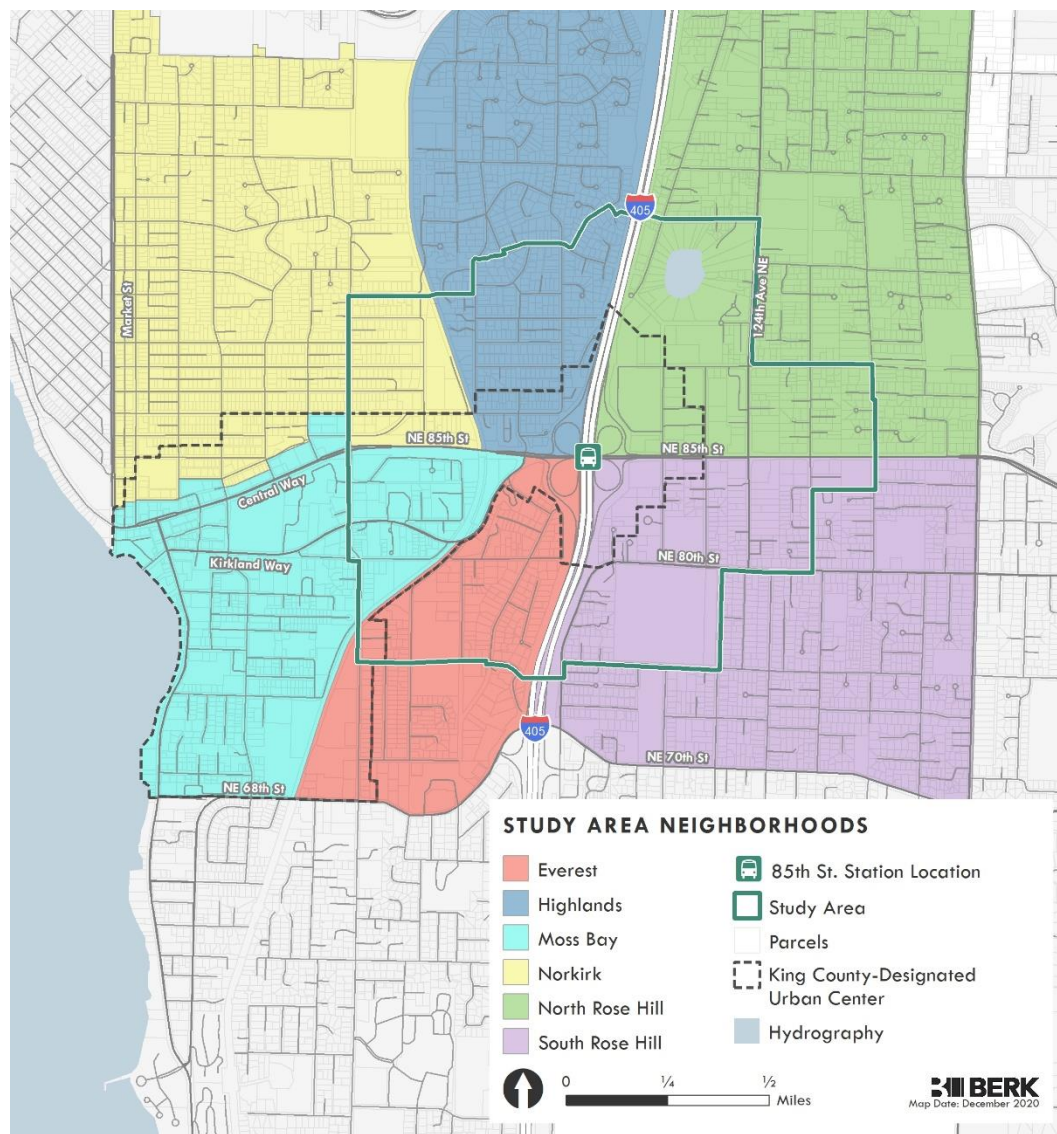 405
Market St
124th Ave NE
NE 85th St
NE 85th St
Central Way
Kirkland Way
NE 80th St
405
NE 70th St
NE 68th St
STUDY AREA NEIGHBORHOODS
Everest
Highlands
Moss Bay
Norkirk
North Rose Hill
South Rose Hill
85th St. Station Location
Study Area
Parcels
King County-Designated
Urban Center
Hydrography
0 ¼ ½
Miles
BERK
Map Date: December 2020